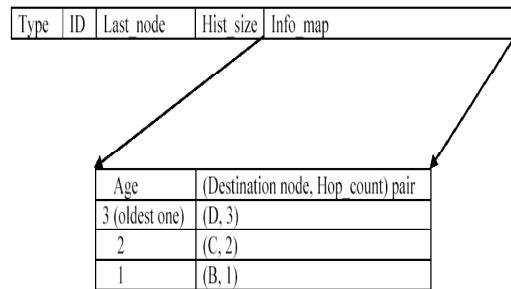 Type ID Last_node Hist_size Info_map
Age (Destination node, Hop_count) pair
3 (oldest one) (D, 3)
2 (C, 2)
1 (B, 1)